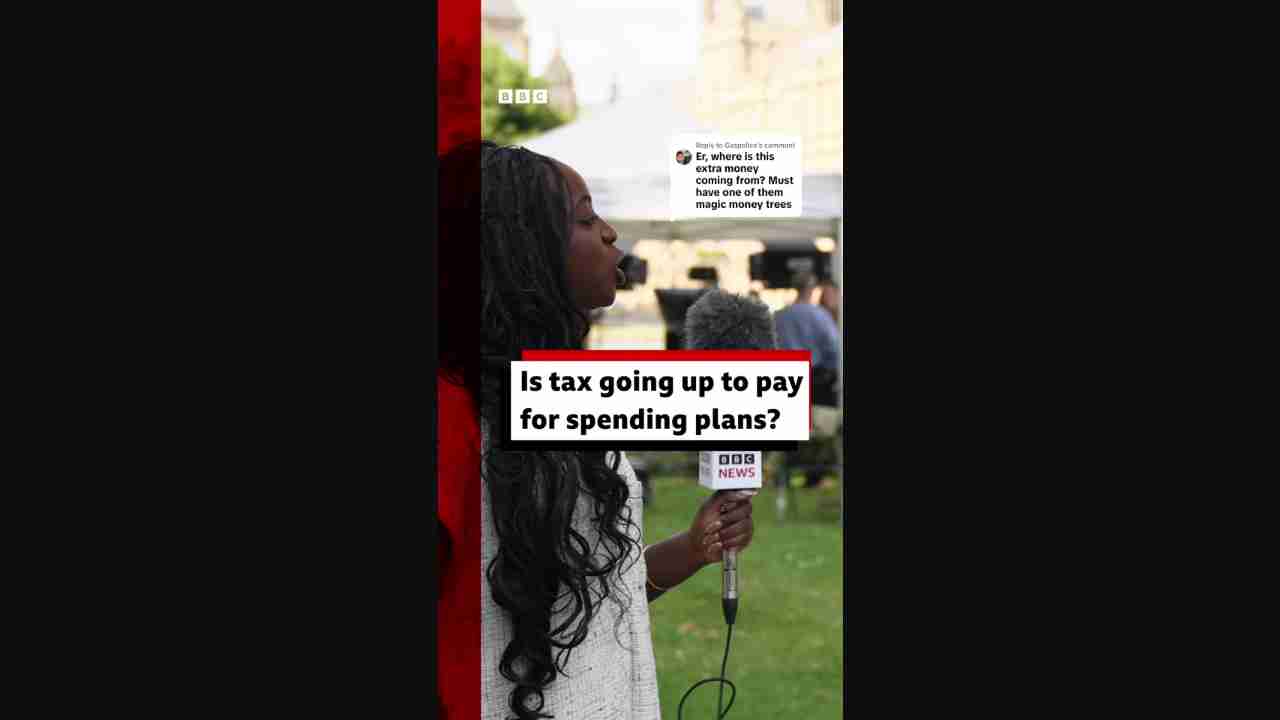 BBC
Reply to Gaspofire's comment
Er, where is this
extra money
coming from? Must
have one of them
magic money trees
Is tax going up to pay
for spending plans?
BBC
NEWS